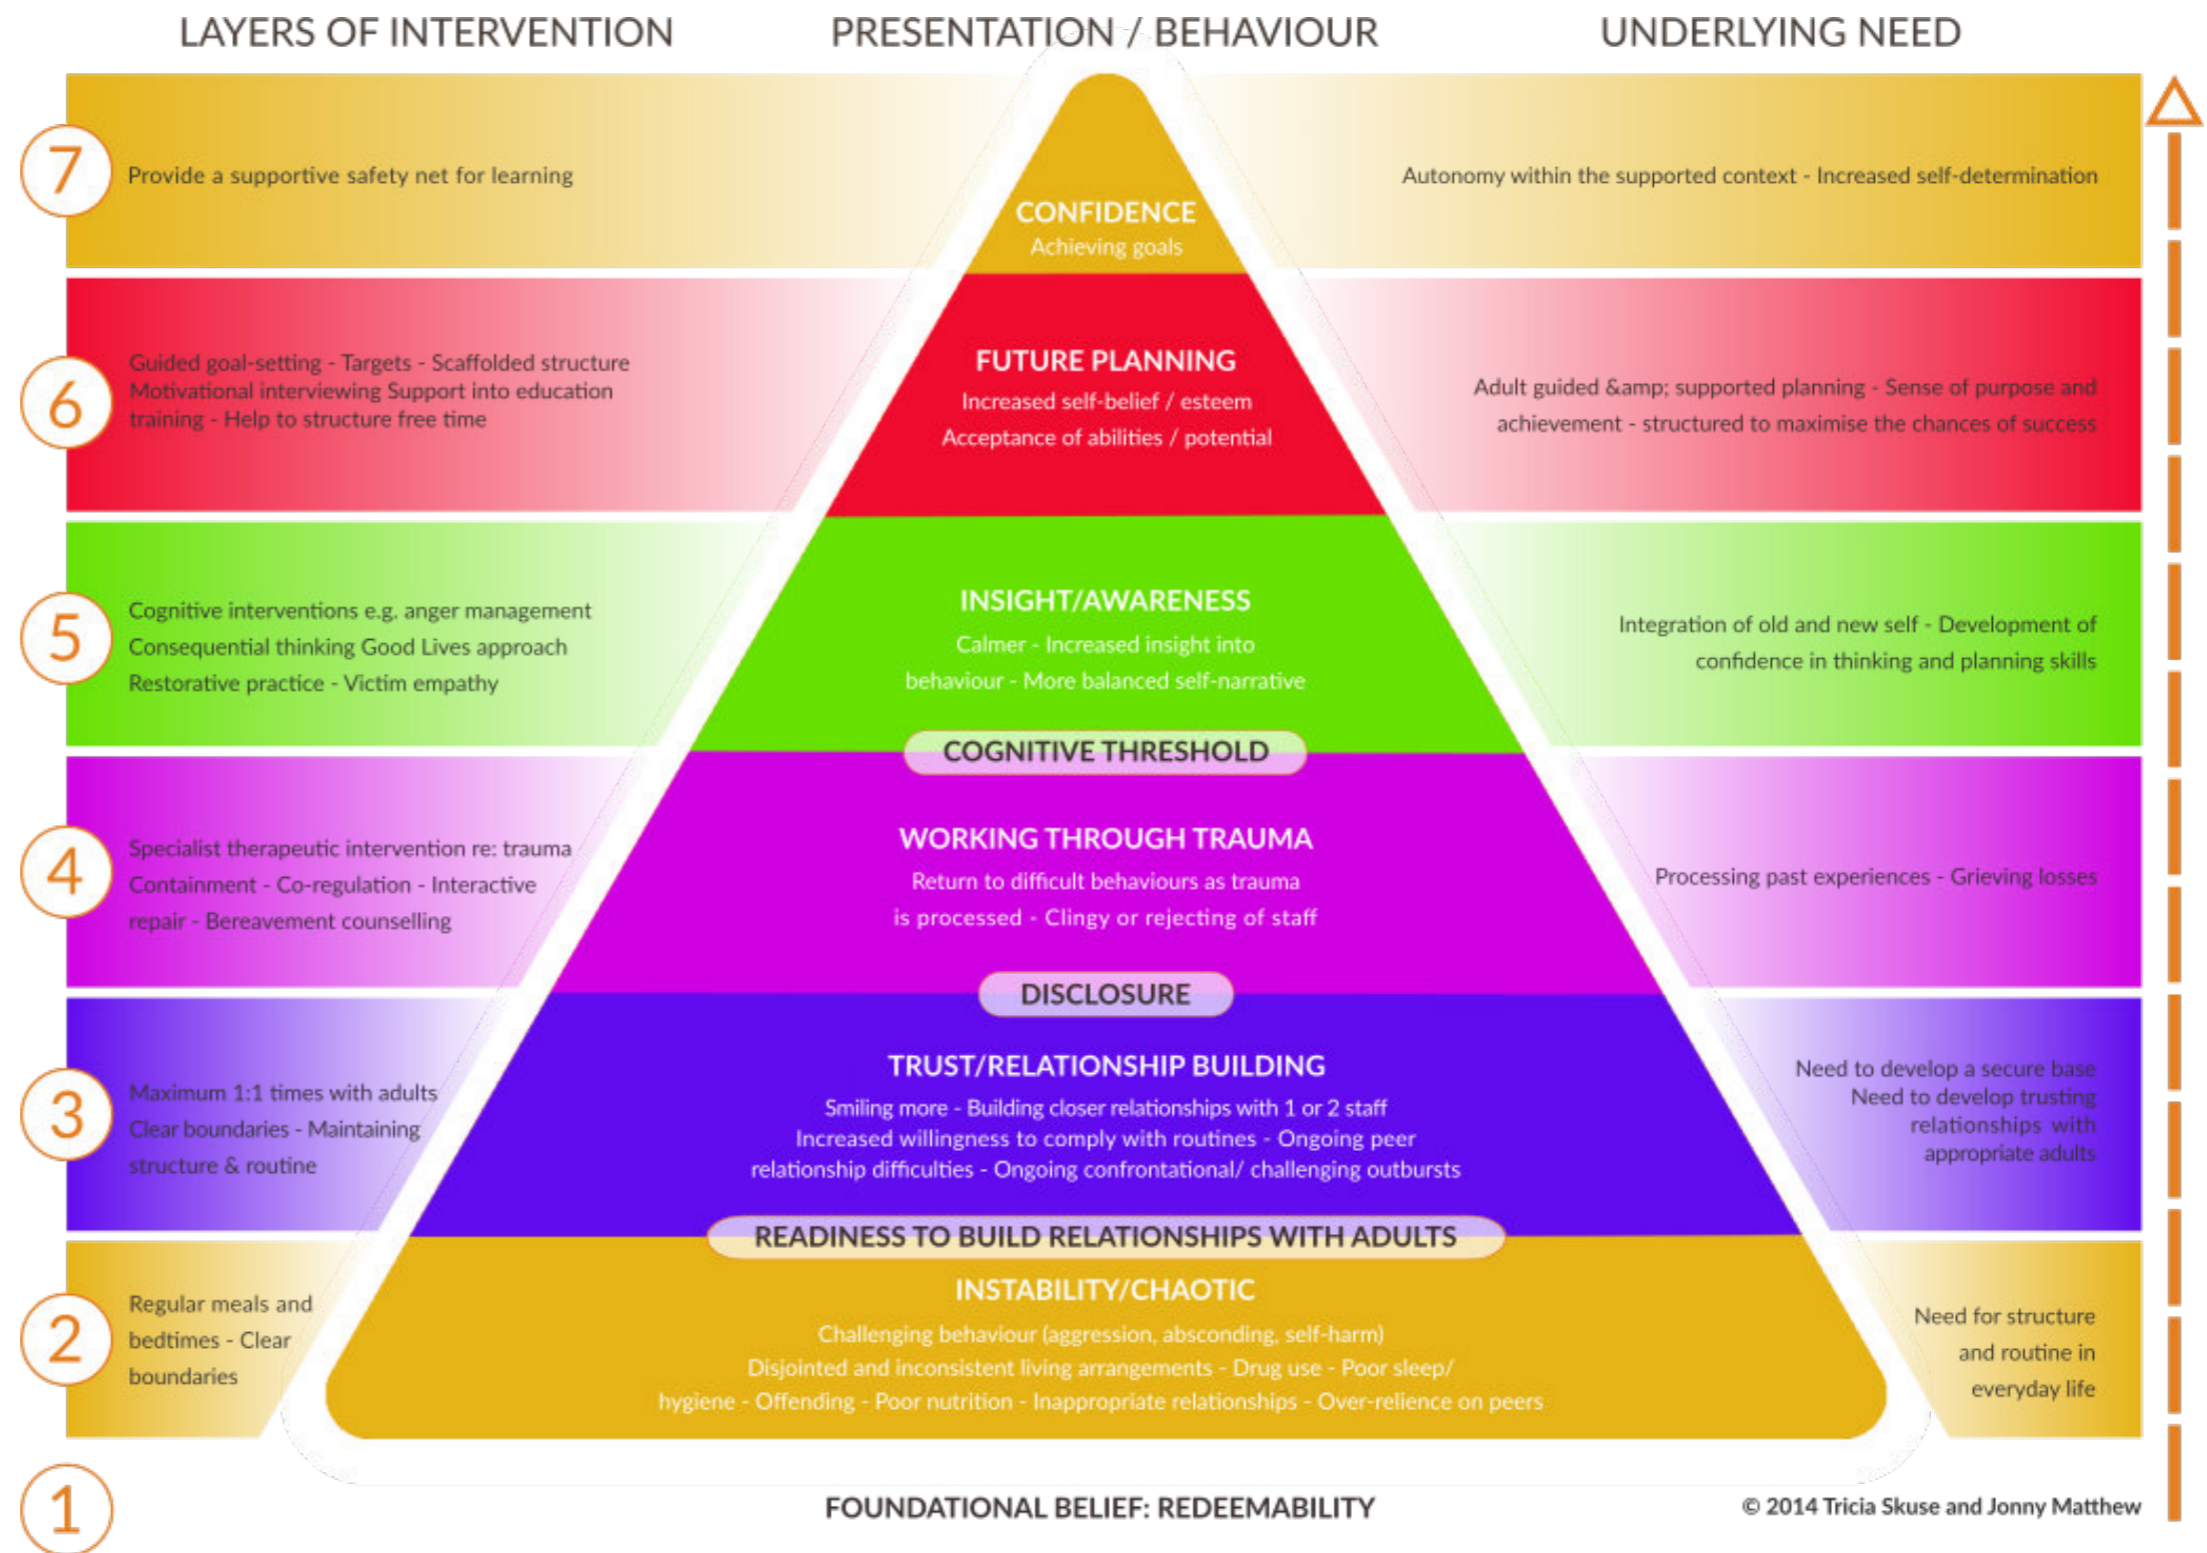 LAYERS OF INTERVENTION
PRESENTATION / BEHAVIOUR
UNDERLYING NEED
7
Provide a supportive safety net for learning
CONFIDENCE
Achieving goals
Autonomy within the supported context - Increased self-determination
6
Guided goal-setting - Targets - Scaffolded structure
Motivational interviewing Support into education
training - Help to structure free time
FUTURE PLANNING
Increased self-belief / esteem
Acceptance of abilities / potential
Adult guided &amp; supported planning - Sense of purpose and
achievement - structured to maximise the chances of success
5
Cognitive interventions e.g. anger management
Consequential thinking Good Lives approach
Restorative practice - Victim empathy
INSIGHT/AWARENESS
Calmer - Increased insight into
behaviour - More balanced self-narrative
Integration of old and new self - Development of
confidence in thinking and planning skills
COGNITIVE THRESHOLD
4
Specialist therapeutic intervention re: trauma
Containment - Co-regulation - Interactive
repair - Bereavement counselling
WORKING THROUGH TRAUMA
Return to difficult behaviours as trauma
is processed - Clingy or rejecting of staff
Processing past experiences - Grieving losses
DISCLOSURE
3
Maximum 1:1 times with adults
Clear boundaries - Maintaining
structure & routine
TRUST/RELATIONSHIP BUILDING
Smiling more - Building closer relationships with 1 or 2 staff
Increased willingness to comply with routines - Ongoing peer
relationship difficulties - Ongoing confrontational/ challenging outbursts
Need to develop a secure base
Need to develop trusting
relationships with
appropriate adults
READINESS TO BUILD RELATIONSHIPS WITH ADULTS
2
Regular meals and
bedtimes - Clear
boundaries
INSTABILITY/CHAOTIC
Challenging behaviour (aggression, absconding, self-harm)
Disjointed and inconsistent living arrangements - Drug use - Poor sleep/
hygiene - Offending - Poor nutrition - Inappropriate relationships - Over-relience on peers
Need for structure
and routine in
everyday life
1
FOUNDATIONAL BELIEF: REDEEMABILITY
© 2014 Tricia Skuse and Jonny Matthew